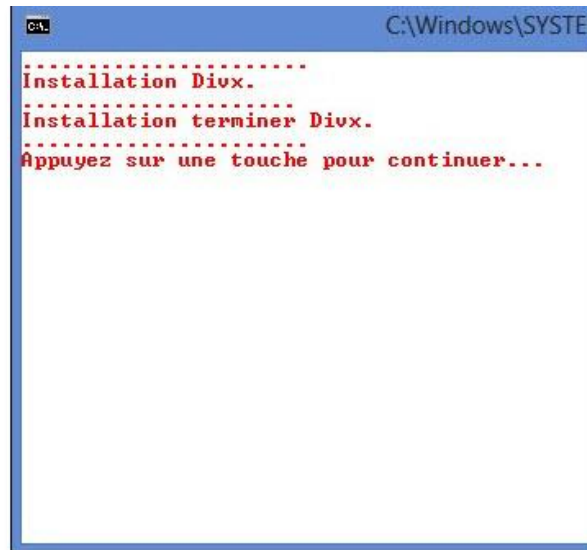 C:\Windows\SYSTE
.......................
Installation Divx.
......................
Installation terminer Divx.
.......................
Appuyez sur une touche pour continuer...